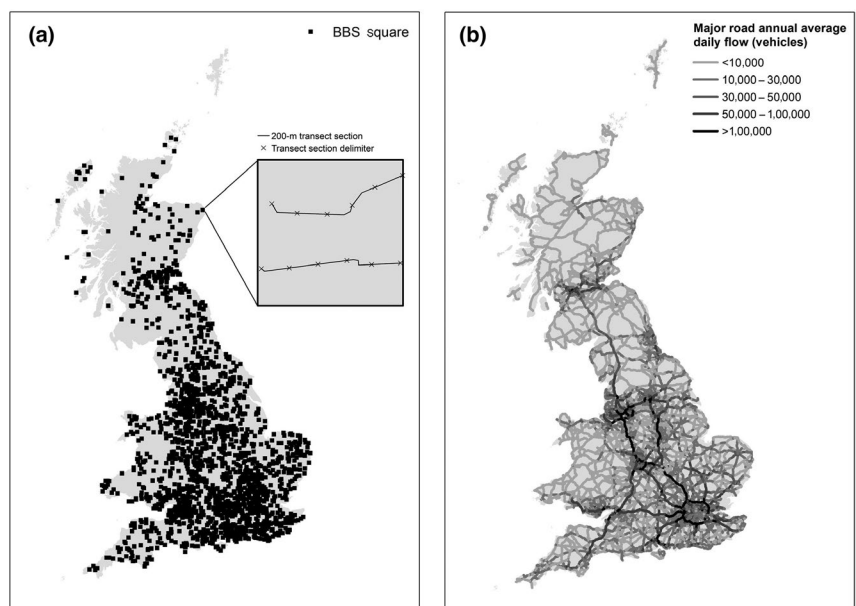 (a)
BBS square
200-m transect section
Transect section delimiter
(b)
Major road annual average
daily flow (vehicles)
<10,000
10,000 – 30,000
30,000 – 50,000
50,000 – 1,00,000
>1,00,000